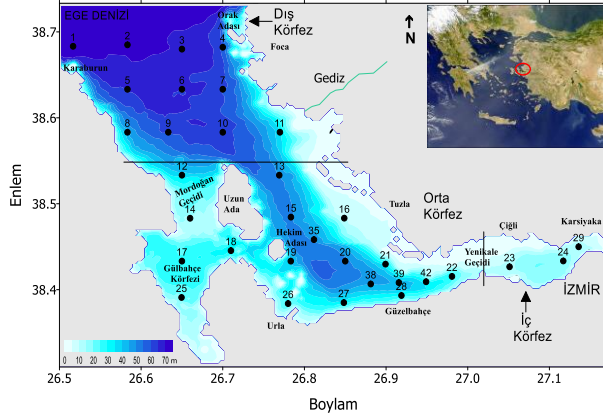 EGE DENİZİ
Orak
Adası
Dış
Körfez
N
Foca
Karaburun
Gediz
1
2
3
4
5
6
7
8
9
10
11
12
13
Mordoğan
Geçidi
14
Uzun
Ada
15
16
Tuzla
Orta
Körfez
Hekim
Adası
35
17
18
19
20
21
Gülbahçe
Körfezi
25
26
27
38
39
28
42
22
Yenikale
Geçidi
Çiğli
Karsiyaka
23
24
29
İZMİR
Urla
Güzelbahçe
İç
Körfez
0 10 20 30 40 50 60 70 m
38.7
38.6
38.5
38.4
Enlem
26.5 26.6 26.7 26.8 26.9 27.0 27.1
Boylam